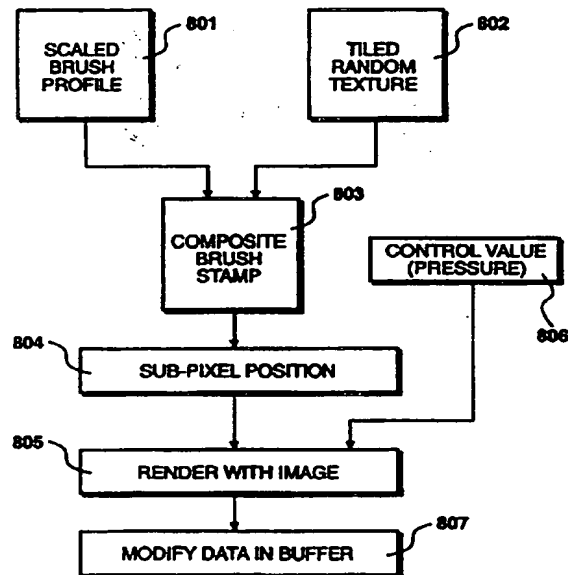 801
802
SCALED
BRUSH
PROFILE
TILED
RANDOM
TEXTURE
803
COMPOSITE
BRUSH
STAMP
CONTROL VALUE
(PRESSURE)
806
804
SUB-PIXEL POSITION
805
RENDER WITH IMAGE
807
MODIFY DATA IN BUFFER